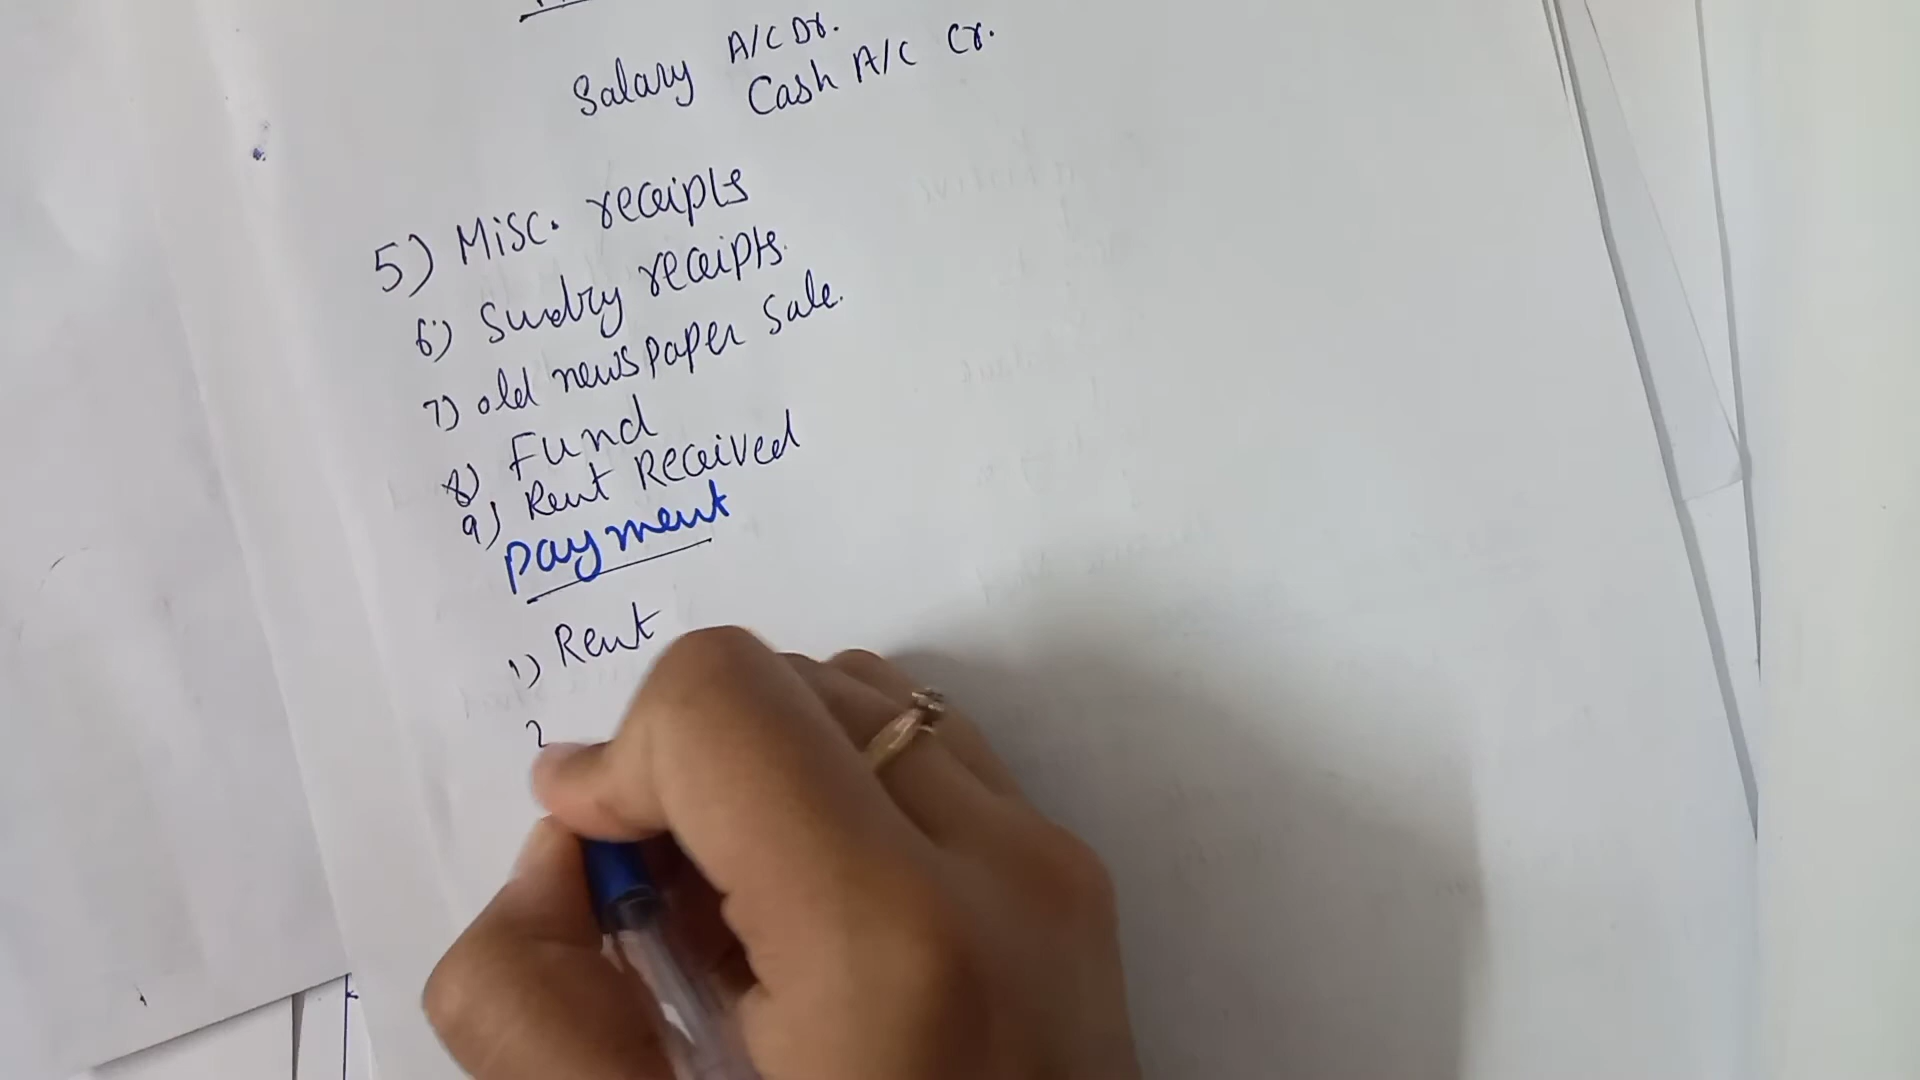 Salary A/C Dr.
Cash A/C Cr.
5) Misc. receipts
6) Sundry receipts.
7) old newspaper Sale.
8) Fund
9) Rent Received
Payment
1) Rent
2